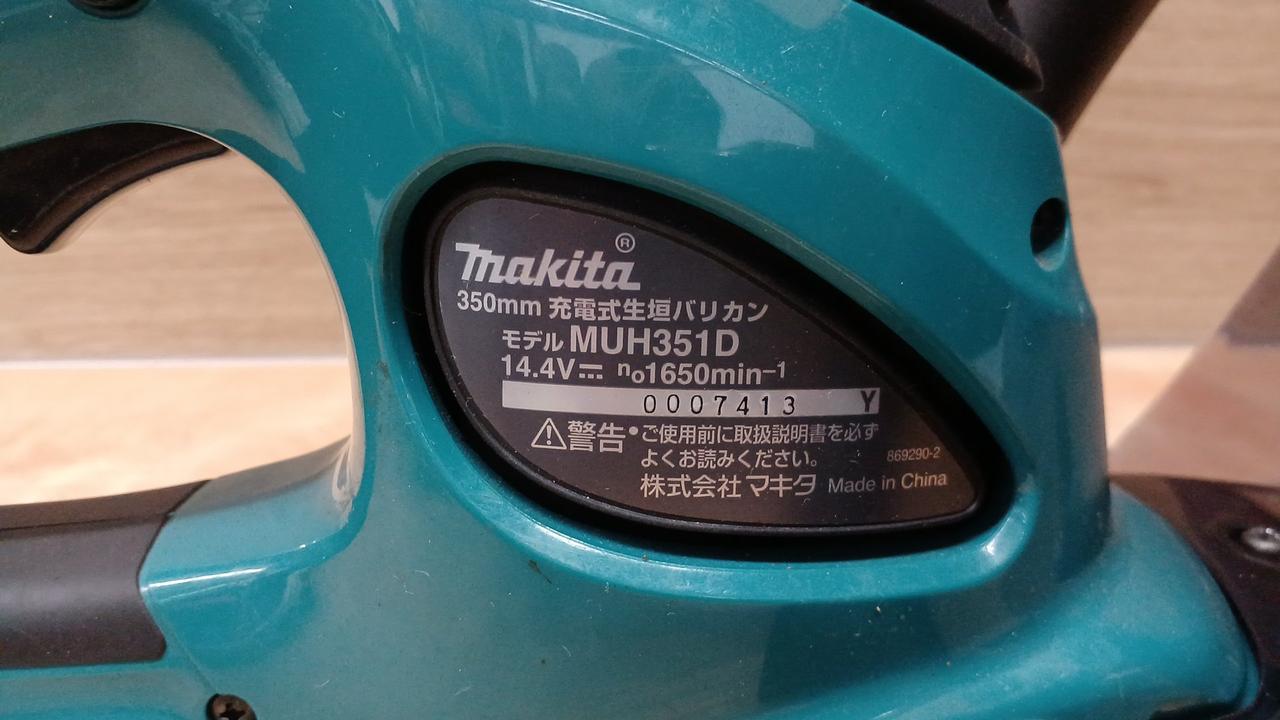 makita®
350mm 充電式生垣バリカン
モデル MUH351D
14.4V⎓ n₀1650min⁻¹
0007413 Y
⚠警告 •ご使用前に取扱説明書を必ず
よくお読みください。
869290-2
株式会社 マキタ Made in China